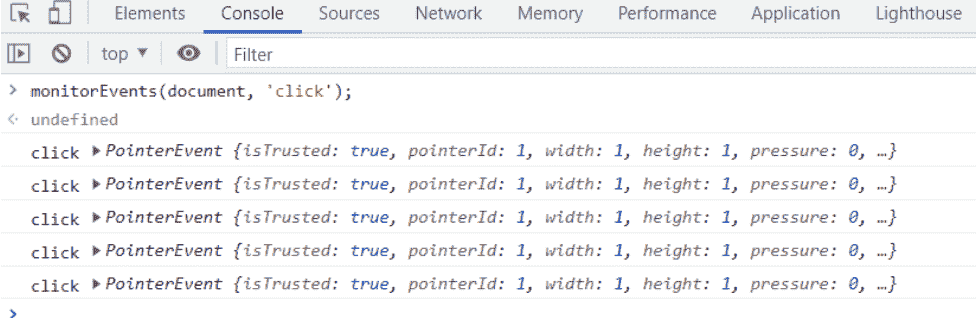 Elements Console Sources Network Memory Performance Application Lighthouse
top Filter
monitorEvents(document, 'click');
undefined
click PointerEvent {isTrusted: true, pointerId: 1, width: 1, height: 1, pressure: 0, …}
click PointerEvent {isTrusted: true, pointerId: 1, width: 1, height: 1, pressure: 0, …}
click PointerEvent {isTrusted: true, pointerId: 1, width: 1, height: 1, pressure: 0, …}
click PointerEvent {isTrusted: true, pointerId: 1, width: 1, height: 1, pressure: 0, …}
click PointerEvent {isTrusted: true, pointerId: 1, width: 1, height: 1, pressure: 0, …}